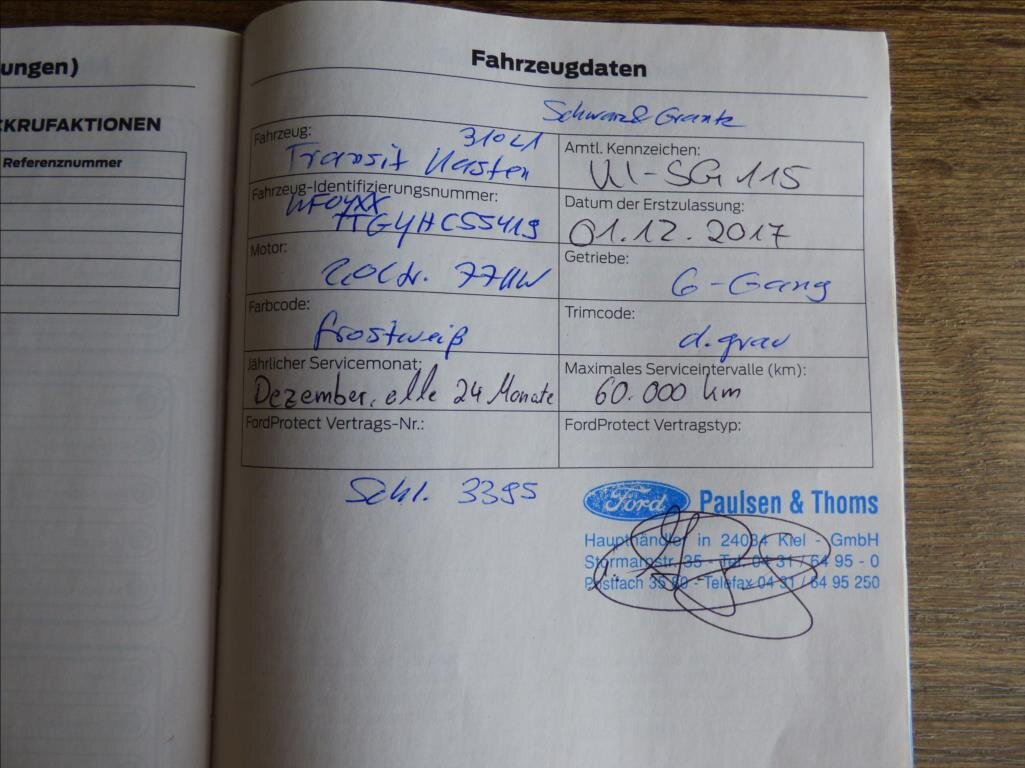 ungen)
CKRUFAKTIONEN
Referenznummer
Fahrzeugdaten
Schwarz & Grantz
Fahrzeug:
310 L1
Transit Kasten
Amtl. Kennzeichen:
KI-SG 115
Fahrzeug-Identifizierungsnummer:
WF0YXX
TTGYHC55419
Datum der Erstzulassung:
01.12.2017
Motor:
2.0 Ltr. 77KW
Getriebe:
6-Gang
Farbcode:
frostweiß
Trimcode:
d.grau
Jährlicher Servicemonat:
Dezember, alle 24 Monate
Maximales Serviceintervalle (km):
60.000 km
FordProtect Vertrags-Nr.:
FordProtect Vertragstyp:
Schl. 3395
Ford Paulsen & Thoms
Haupthändler in 24034 Kiel - GmbH
Stormarnstr. 35 - Tel. 04 31 / 64 95 - 0
Postfach 35 - Telefax 04 31 / 64 95 250